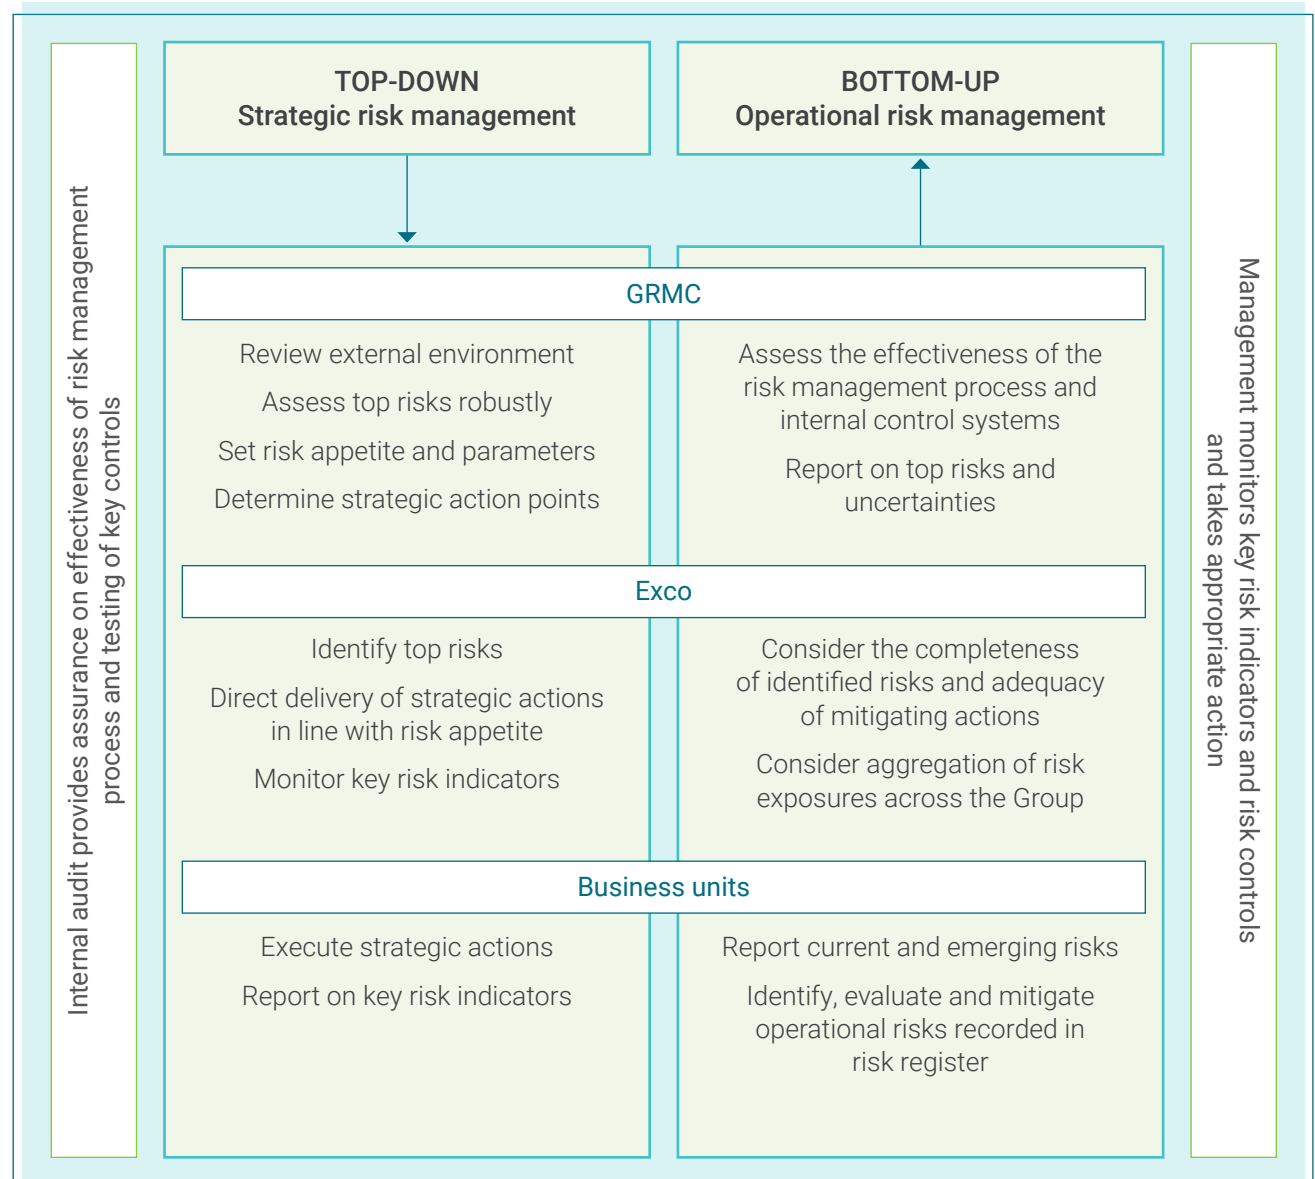 Internal audit provides assurance on effectiveness of risk management
process and testing of key controls
TOP-DOWN
Strategic risk management
BOTTOM-UP
Operational risk management
GRMC
Review external environment
Assess top risks robustly
Set risk appetite and parameters
Determine strategic action points
Assess the effectiveness of the
risk management process and
internal control systems
Report on top risks and
uncertainties
Exco
Identify top risks
Direct delivery of strategic actions
in line with risk appetite
Monitor key risk indicators
Consider the completeness
of identified risks and adequacy
of mitigating actions
Consider aggregation of risk
exposures across the Group
Business units
Execute strategic actions
Report on key risk indicators
Report current and emerging risks
Identify, evaluate and mitigate
operational risks recorded in
risk register
Management monitors key risk indicators and risk controls
and takes appropriate action